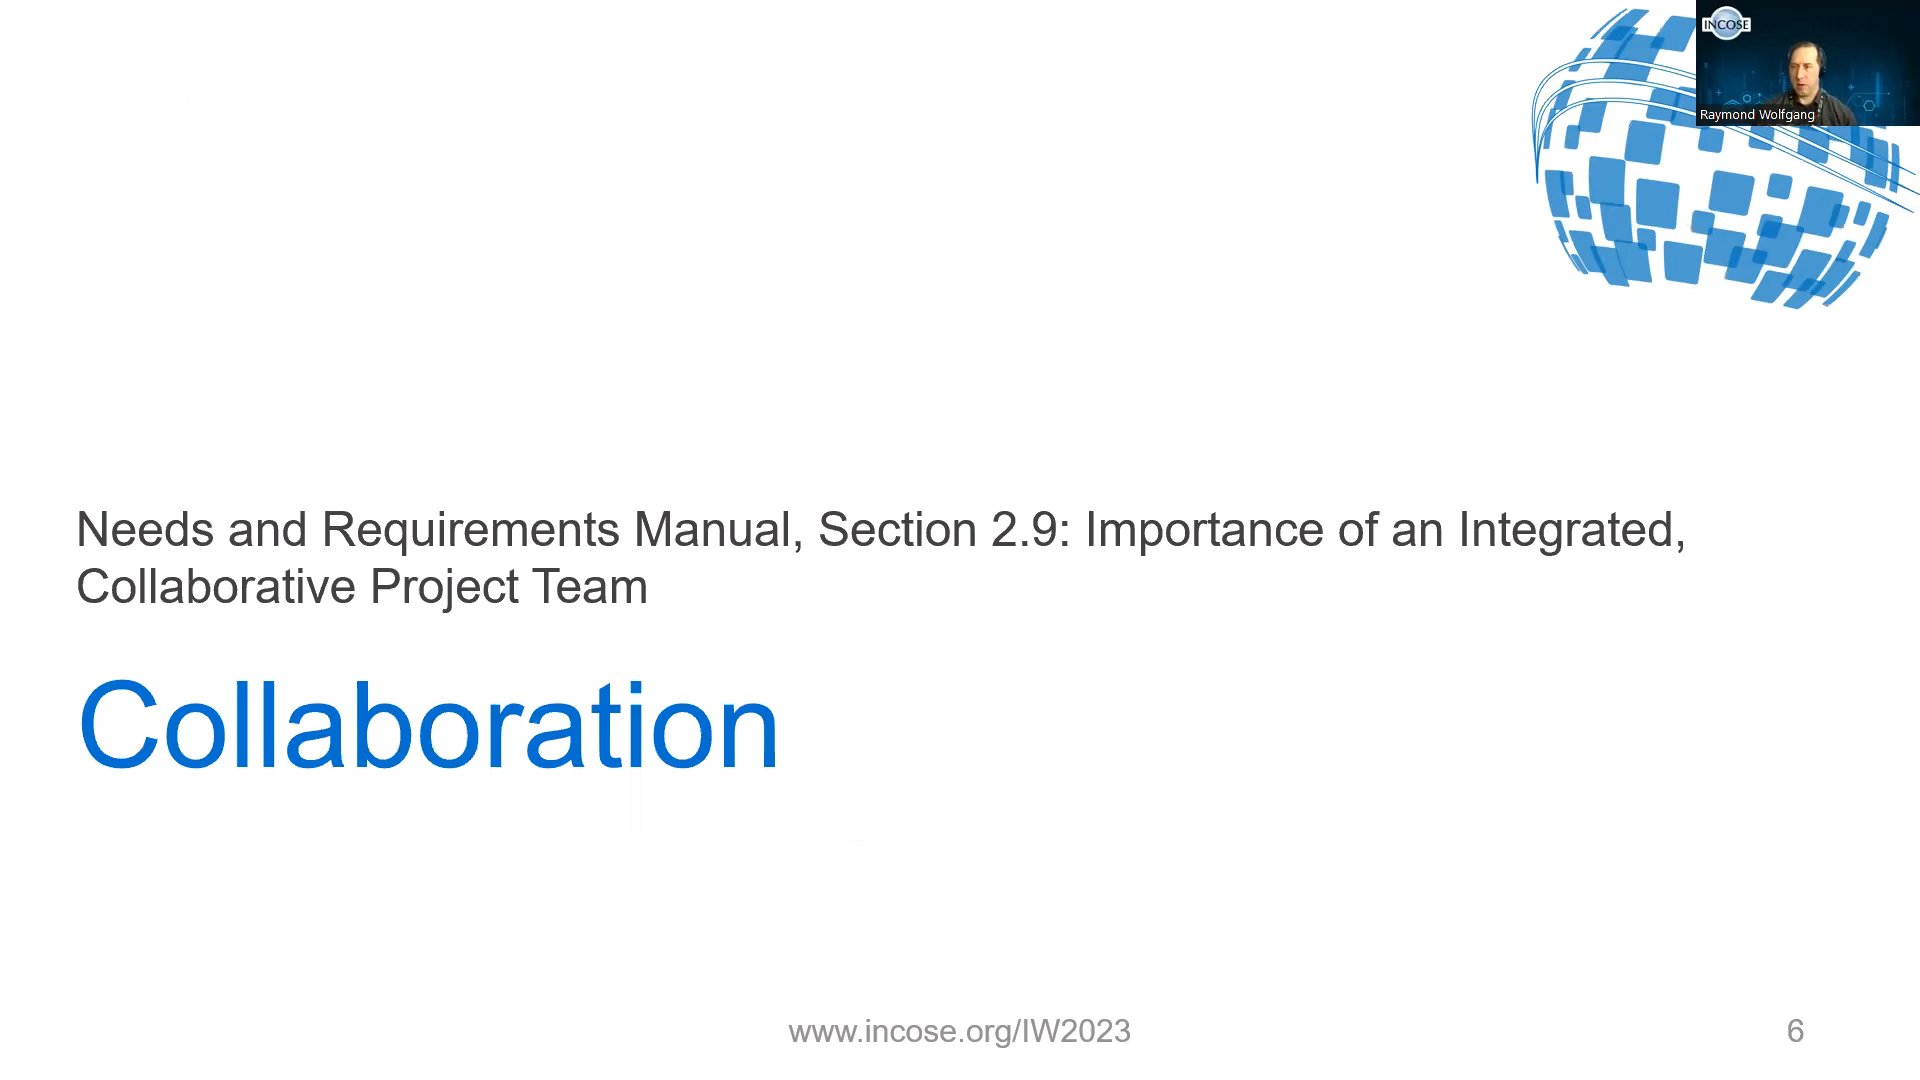 INCOSE
Raymond Wolfgang
Needs and Requirements Manual, Section 2.9: Importance of an Integrated,
Collaborative Project Team
Collaboration
www.incose.org/IW2023
6